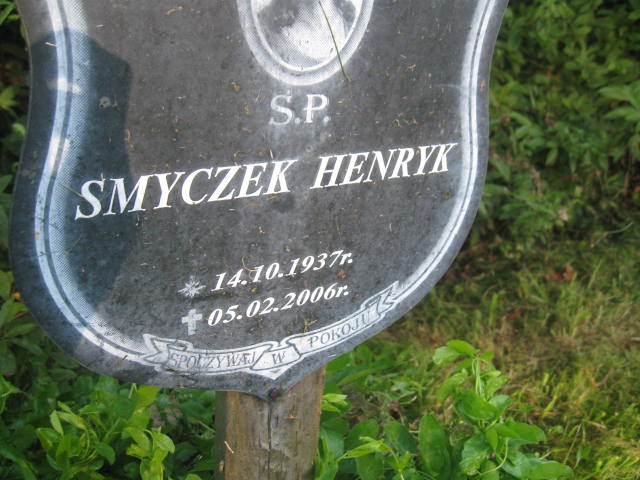 S.P.
SMYCZEK HENRYK
14.10.1937r.
05.02.2006r.
SPOCZYWAJ W POKOJU